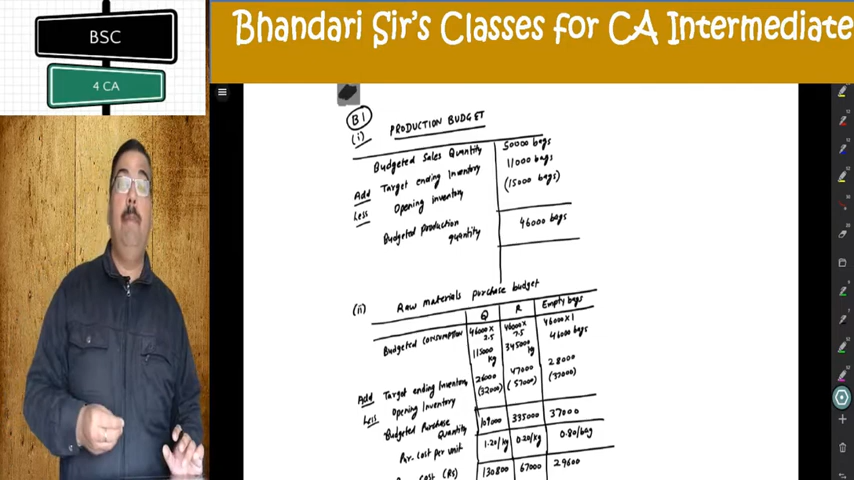 BSC
4 CA
Bhandari Sir's Classes for CA Intermediate
B1
(i) PRODUCTION BUDGET
Budgeted Sales Quantity 50000 bags
Add Target ending Inventory 11000 bags
Less Opening inventory (15000 bags)
Budgeted Production quantity 46000 bags
(ii) Raw materials purchase budget
Q R Empty bags
Budgeted Consumption 46000 x 2.5 46000 x 7.5 46000 x 1
115000 kg 345000 kg 46000 bags
Add Target ending Inventory 26000 47000 28000
Less Opening Inventory (32000) (57000) (37000)
Budgeted Purchase Quantity 109000 335000 37000
Pur. cost per unit 1.20/kg 0.20/kg 0.80/bag
Cost (Rs) 130800 67000 29600